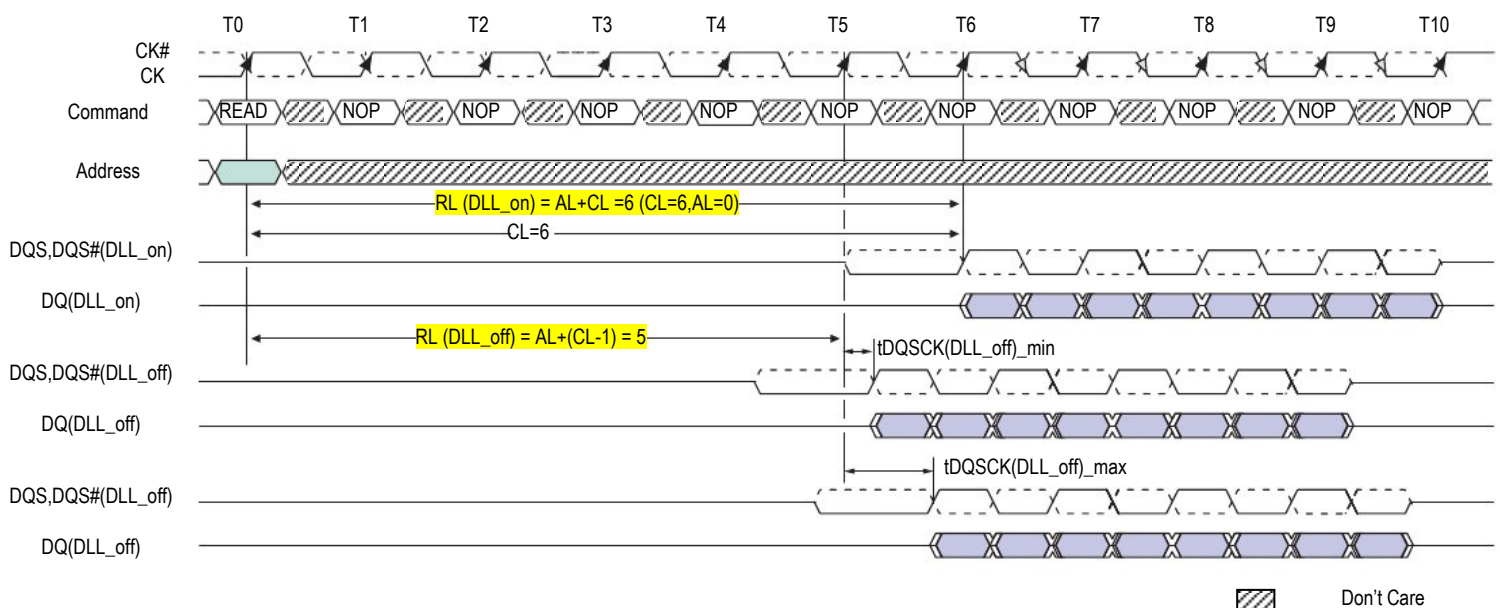 T0 T1 T2 T3 T4 T5 T6 T7 T8 T9 T10
CK#
CK
Command READ NOP NOP NOP NOP NOP NOP NOP NOP NOP NOP
Address
RL (DLL_on) = AL+CL =6 (CL=6,AL=0)
CL=6
DQS,DQS#(DLL_on)
DQ(DLL_on)
RL (DLL_off) = AL+(CL-1) = 5
tDQSCK(DLL_off)_min
DQS,DQS#(DLL_off)
DQ(DLL_off)
tDQSCK(DLL_off)_max
DQS,DQS#(DLL_off)
DQ(DLL_off)
Don't Care